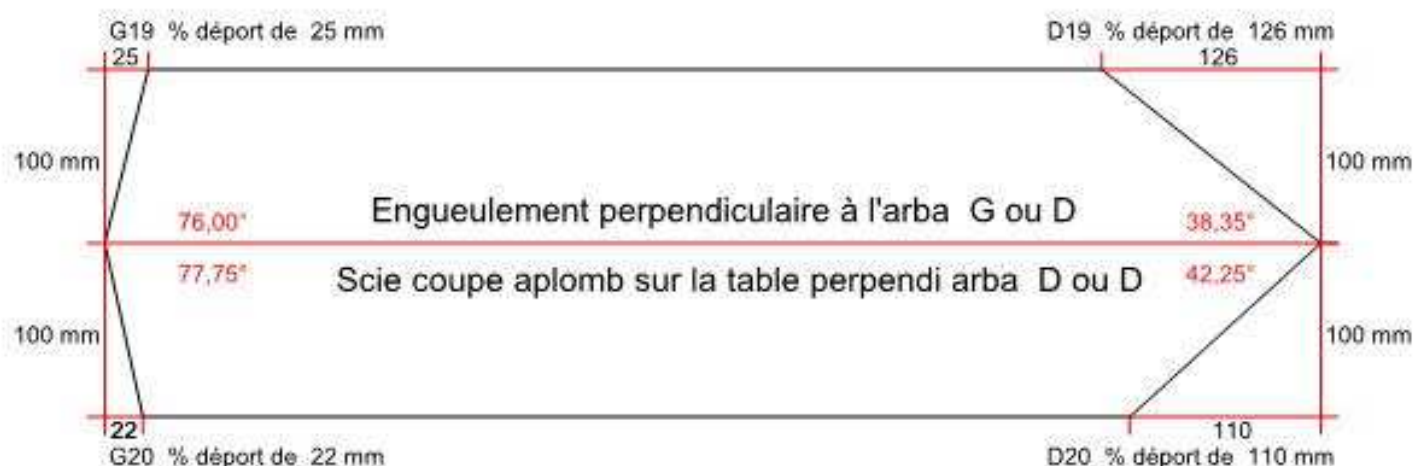 G19 % déport de 25 mm
D19 % déport de 126 mm
25
126
100 mm
100 mm
Engueulement perpendiculaire à l'arba G ou D
76,00°
38,35°
77,75°
Scie coupe aplomb sur la table perpendi arba D ou D
42,25°
100 mm
100 mm
22
110
G20 % déport de 22 mm
D20 % déport de 110 mm